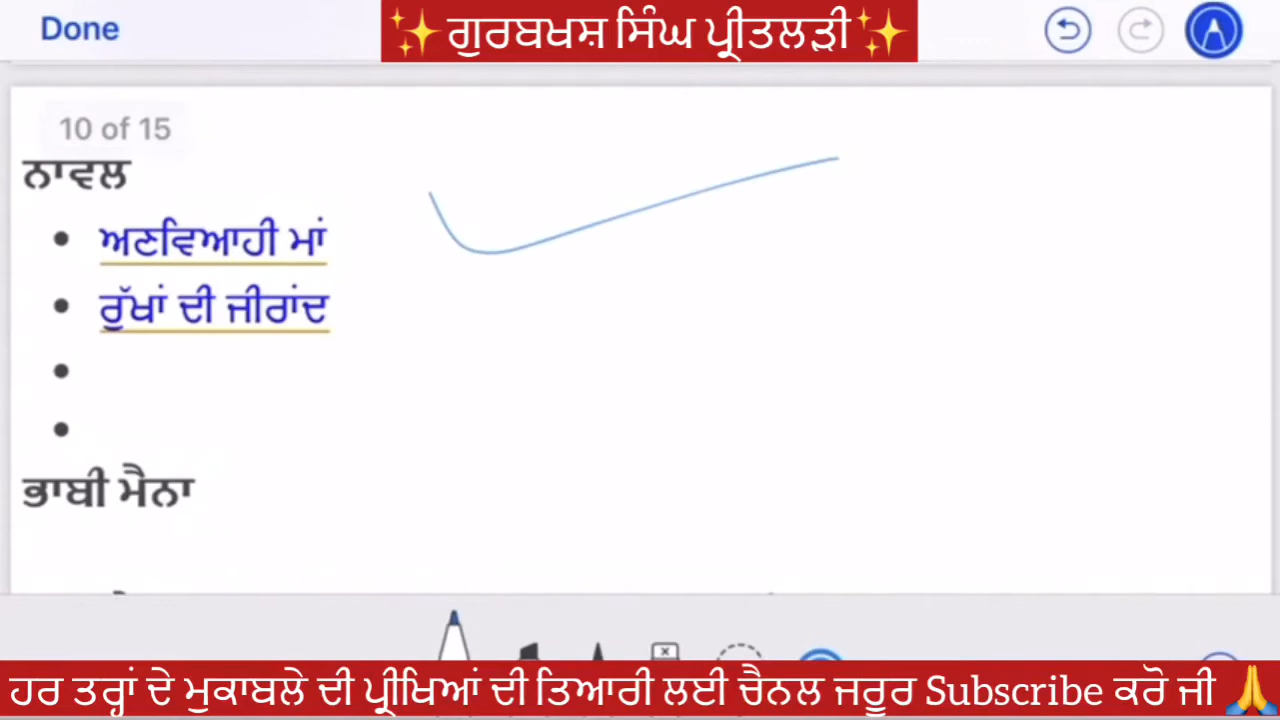 Done
✨ਗੁਰਬਖਸ਼ ਸਿੰਘ ਪ੍ਰੀਤਲੜੀ✨
10 of 15
ਨਾਵਲ
• ਅਣਵਿਆਹੀ ਮਾਂ
• ਰੁੱਖਾਂ ਦੀ ਜੀਰਾਂਦ
•
•
ਭਾਬੀ ਮੈਨਾ
ਹਰ ਤਰ੍ਹਾਂ ਦੇ ਮੁਕਾਬਲੇ ਦੀ ਪ੍ਰੀਖਿਆਂ ਦੀ ਤਿਆਰੀ ਲਈ ਚੈਨਲ ਜਰੂਰ Subscribe ਕਰੋ ਜੀ 🙏